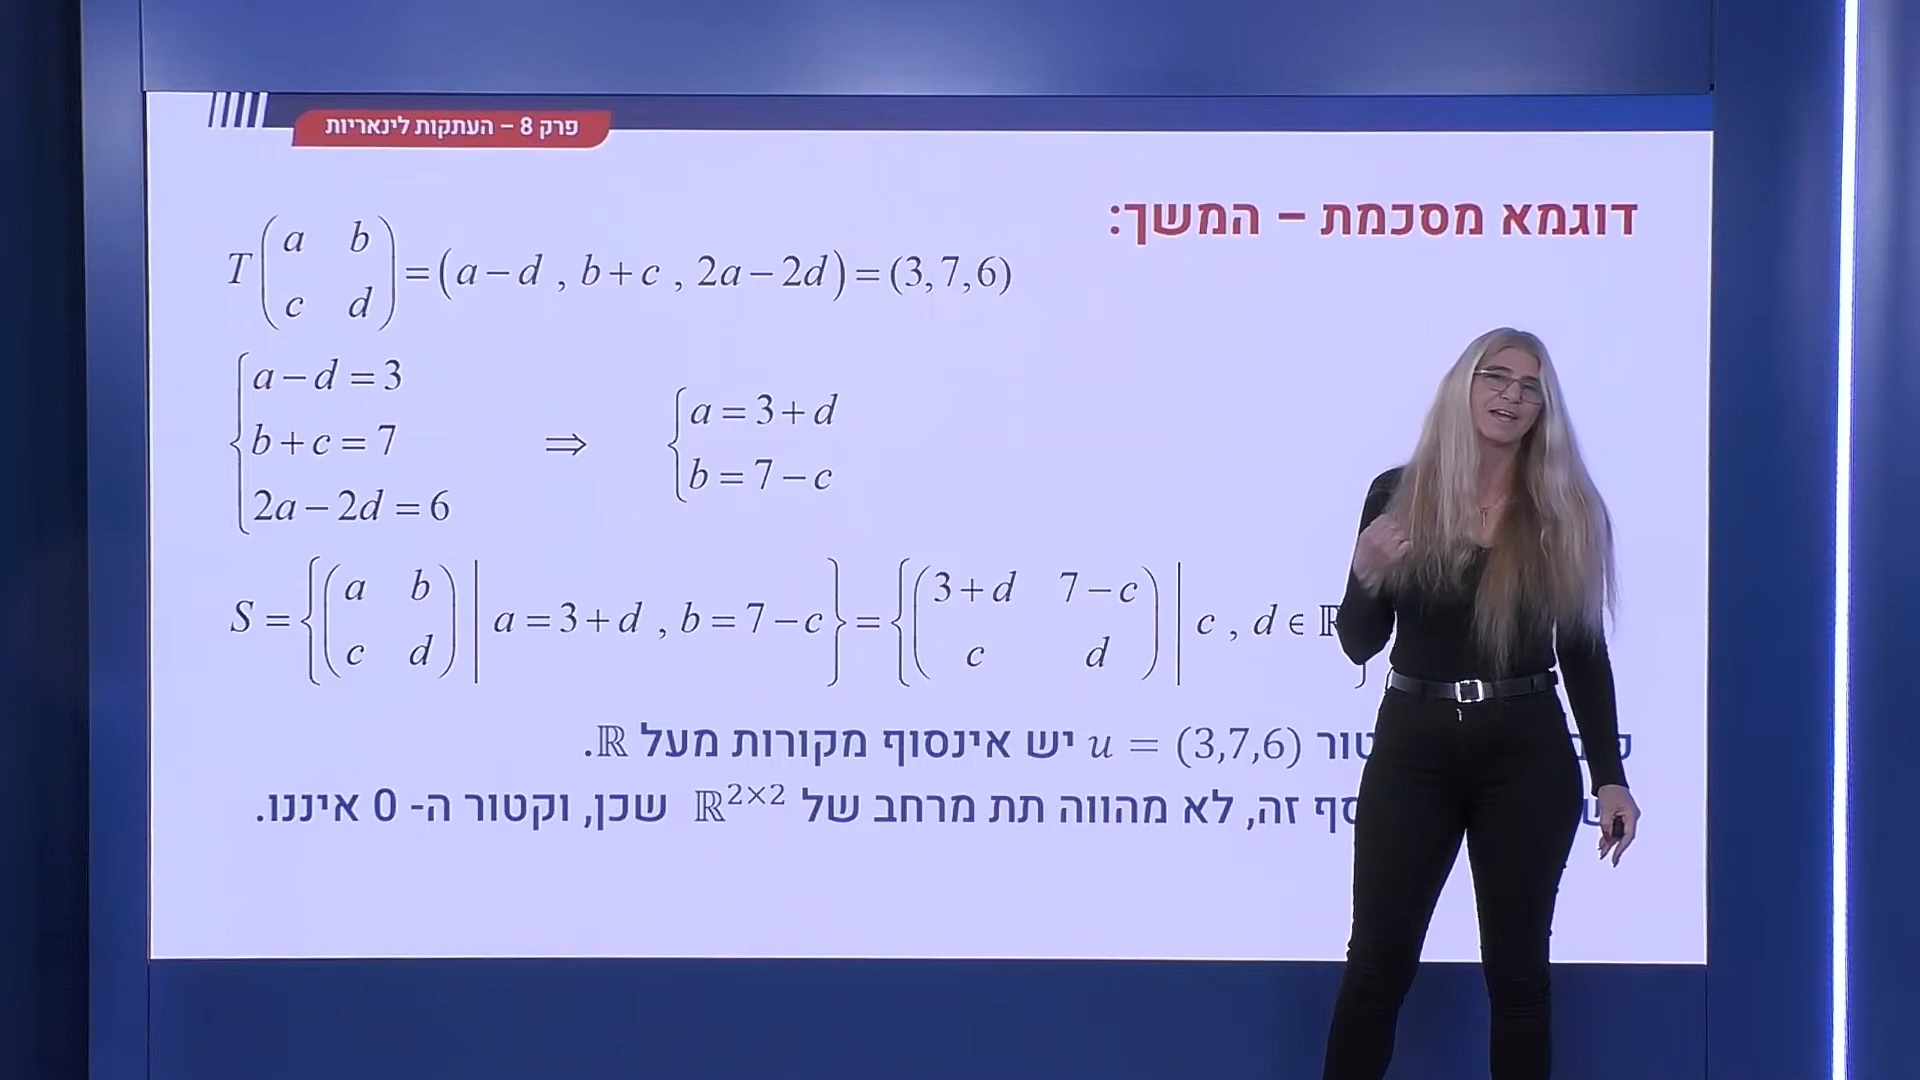 פרק 8 – העתקות לינאריות
דוגמא מסכמת – המשך:
T(a b
c d) = (a − d , b + c , 2a − 2d) = (3, 7, 6)
{a − d = 3
b + c = 7
2a − 2d = 6
⇒ {a = 3 + d
b = 7 − c
S = {(a b
c d) | a = 3 + d , b = 7 − c} = {(3 + d 7 − c
c d) | c , d ∈ ℝ}
u = (3,7,6) יש אינסוף מקורות מעל ℝ.
זה, לא מהווה תת מרחב של ℝ^{2×2} שכן, וקטור ה- 0 איננו.